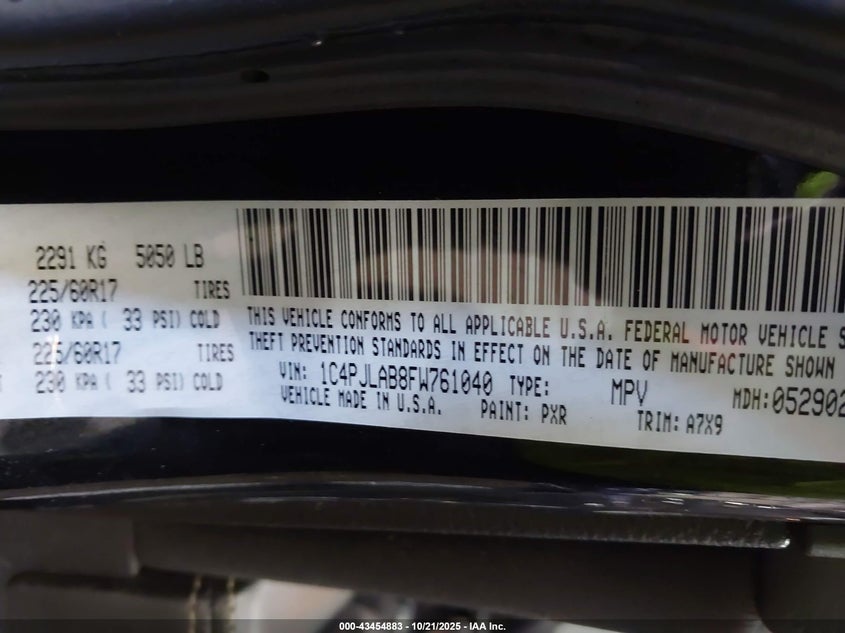 2291 KG 5050 LB
225/60R17 TIRES
230 KPA ( 33 PSI) COLD
225/60R17 TIRES
230 KPA ( 33 PSI) COLD
THIS VEHICLE CONFORMS TO ALL APPLICABLE U.S.A. FEDERAL MOTOR VEHICLE S
THEFT PREVENTION STANDARDS IN EFFECT ON THE DATE OF MANUFACTURE SHOWN
VIN: 1C4PJLAB8FW761040 TYPE: MPV MDH: 052902
VEHICLE MADE IN U.S.A. PAINT: PXR TRIM: A7X9
000-43454883 - 10/21/2025 - IAA Inc.